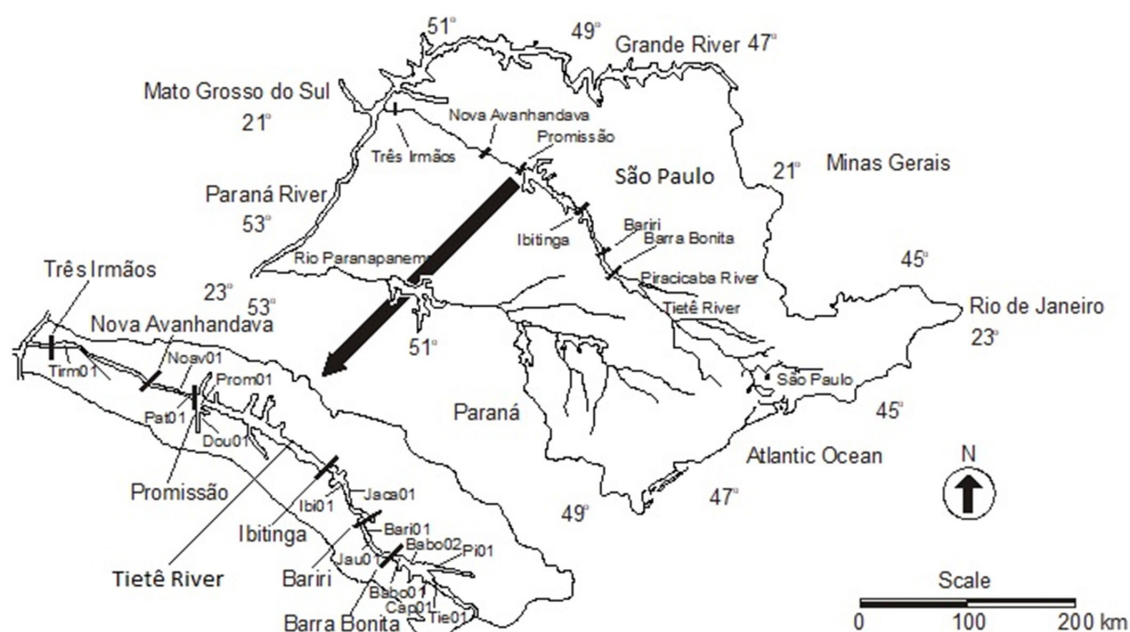 51°
49°
Grande River 47°
Mato Grosso do Sul
21°
Nova Avanhandava
Promissão
Três Irmãos
São Paulo
21°
Minas Gerais
Paraná River
53°
Ibitinga
Bariri
Barra Bonita
Rio Paranapanema
Piracicaba River
45°
Três Irmãos
23°
53°
Tietê River
Rio de Janeiro
23°
Nova Avanhandava
51°
Noav01
Tirm01
Prom01
São Paulo
Pat01
Paraná
45°
Dou01
Atlantic Ocean
N
Promissão
Jaca01
47°
Ibi01
49°
Ibitinga
Bari01
Babo02
Jau01
Pi01
Tietê River
Bariri
Scale
Babo01
Cap01
Tie01
Barra Bonita
0 100 200 km